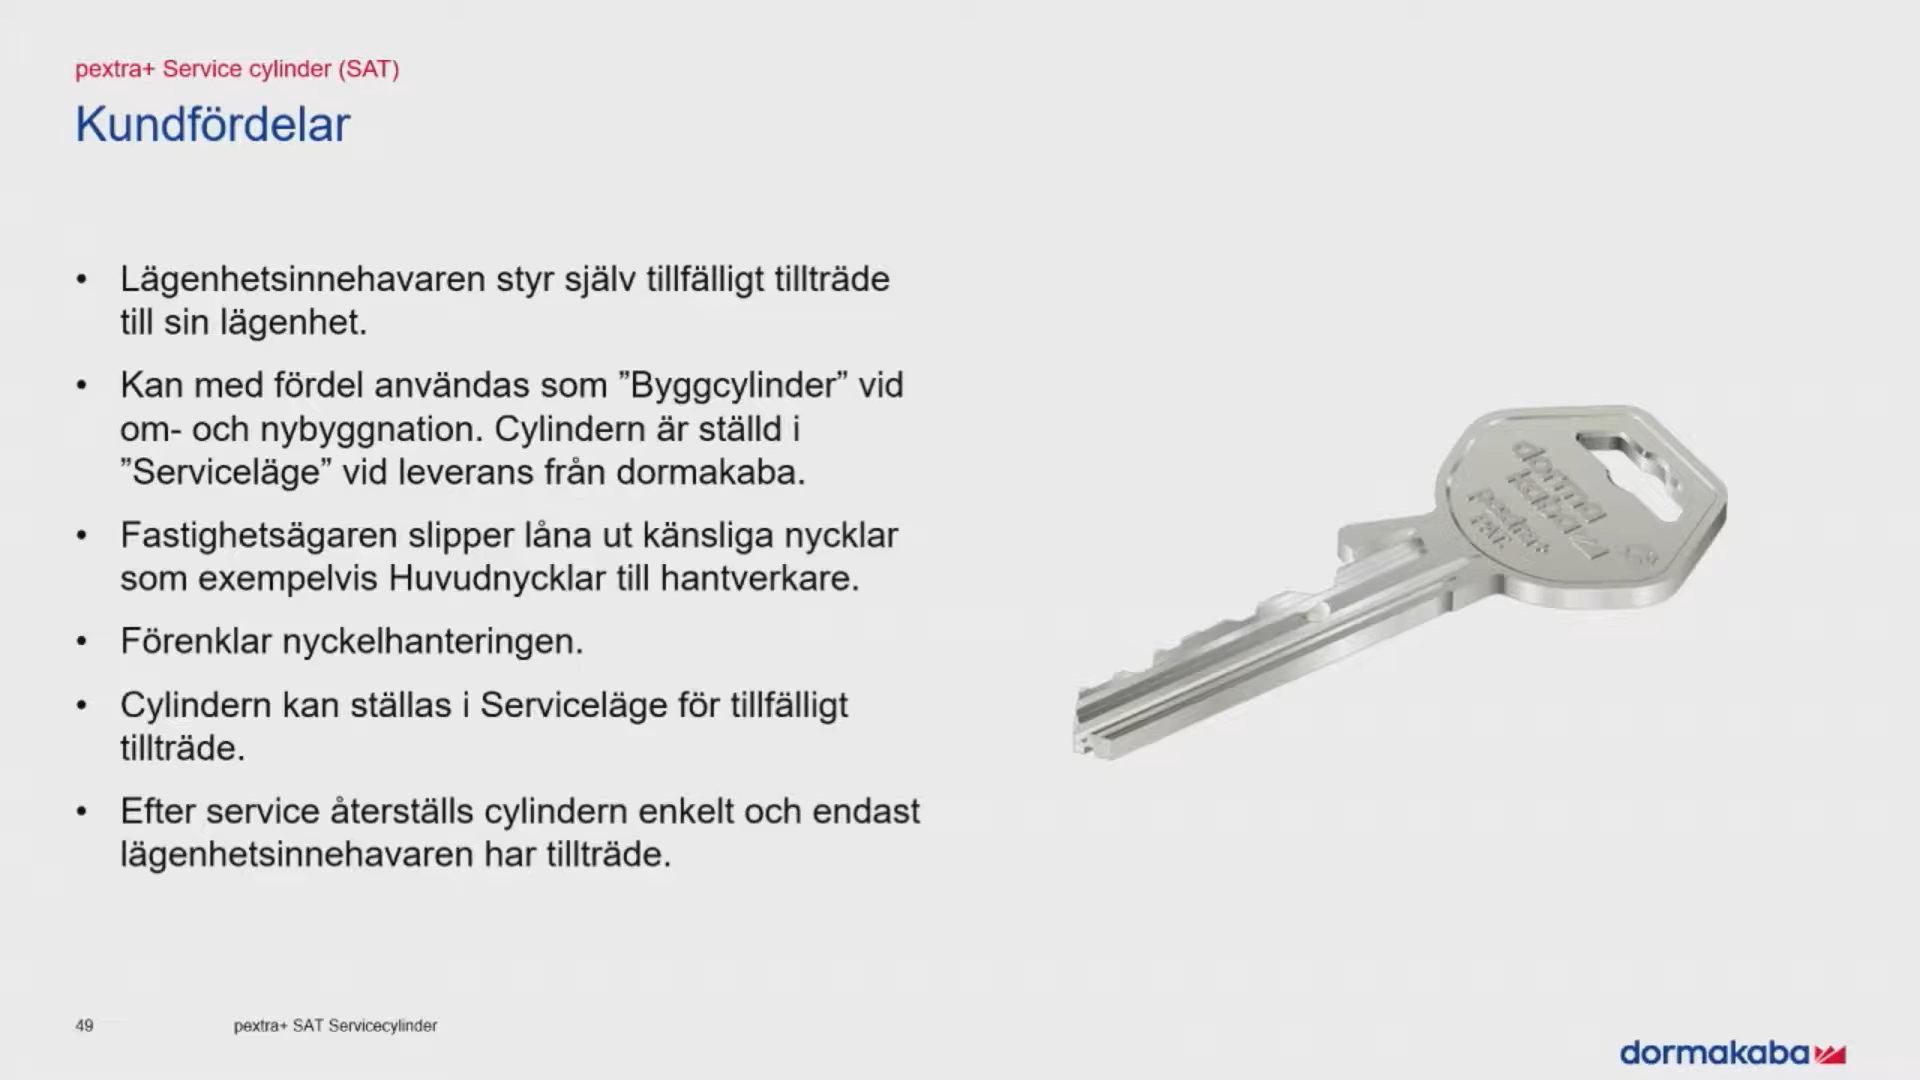 pextra+ Service cylinder (SAT)
Kundfördelar
• Lägenhetsinnehavaren styr själv tillfälligt tillträde
till sin lägenhet.
• Kan med fördel användas som ”Byggcylinder” vid
om- och nybyggnation. Cylindern är ställd i
”Serviceläge” vid leverans från dormakaba.
• Fastighetsägaren slipper låna ut känsliga nycklar
som exempelvis Huvudnycklar till hantverkare.
• Förenklar nyckelhanteringen.
• Cylindern kan ställas i Serviceläge för tillfälligt
tillträde.
• Efter service återställs cylindern enkelt och endast
lägenhetsinnehavaren har tillträde.
dorma
kaba
pextra+
PAT.
49
pextra+ SAT Servicecylinder
dormakaba